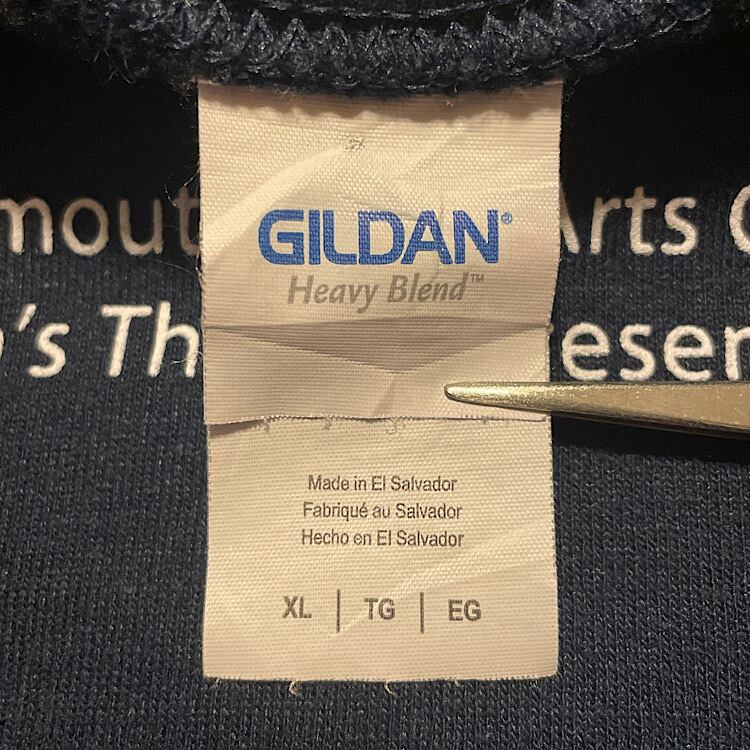 GILDAN®
Heavy Blend™
mout Arts
's Th esen
Made in El Salvador
Fabriqué au Salvador
Hecho en El Salvador
XL | TG | EG